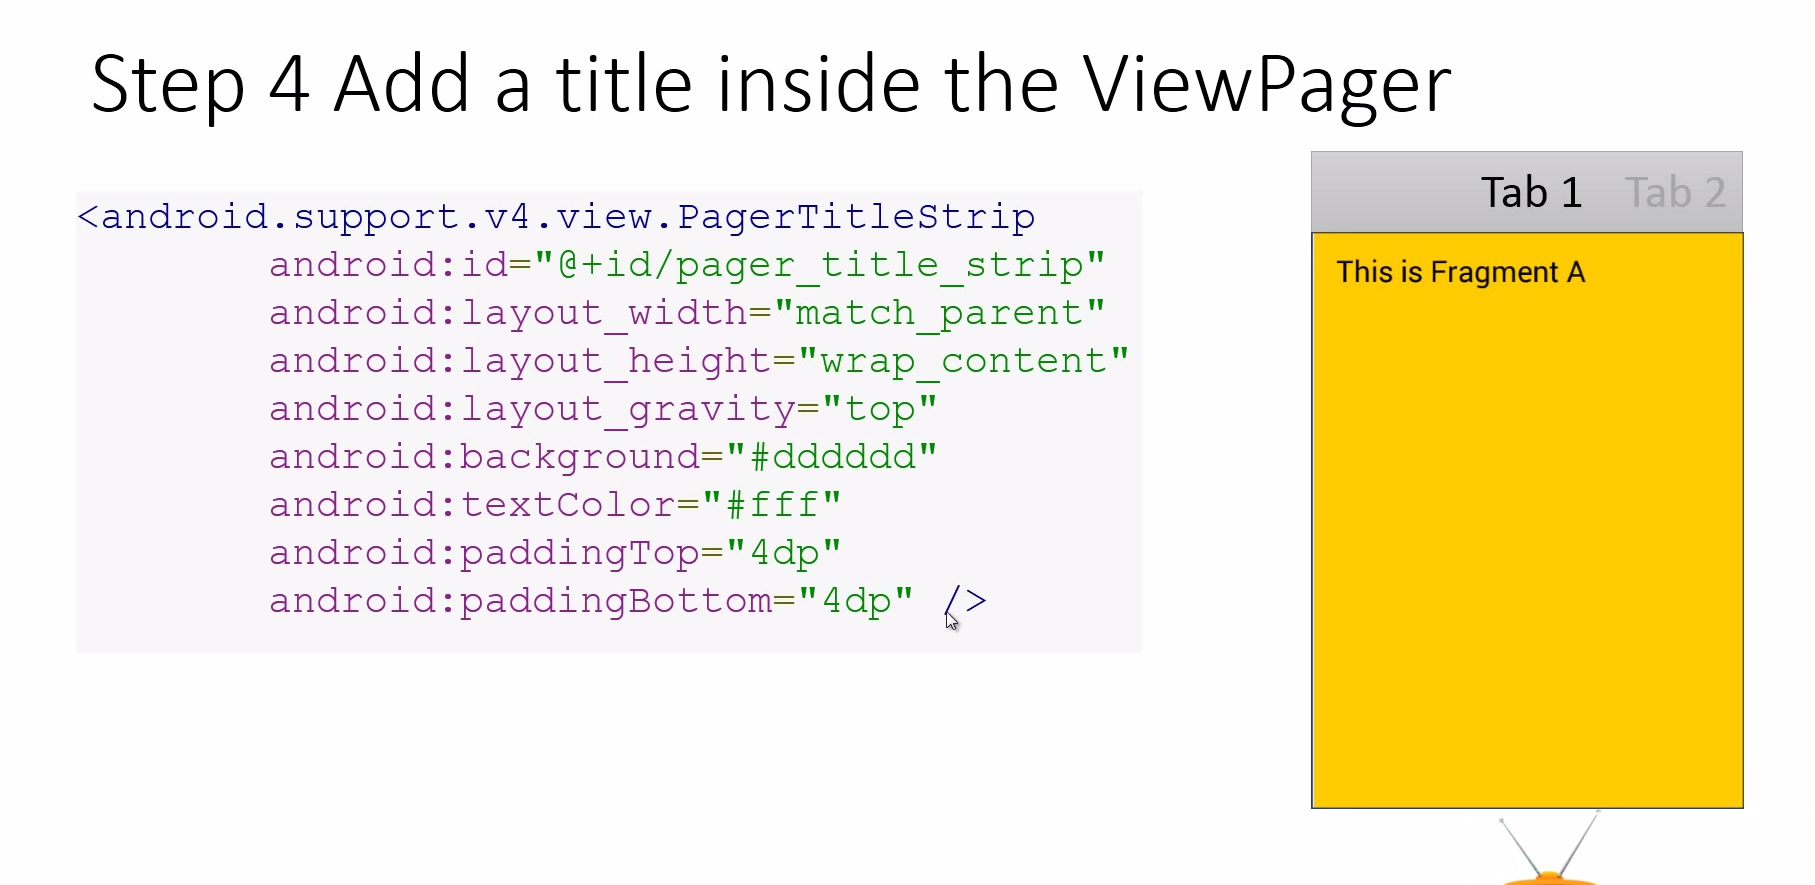 Step 4 Add a title inside the ViewPager
<android.support.v4.view.PagerTitleStrip
android:id="@+id/pager_title_strip"
android:layout_width="match_parent"
android:layout_height="wrap_content"
android:layout_gravity="top"
android:background="#dddddd"
android:textColor="#fff"
android:paddingTop="4dp"
android:paddingBottom="4dp" />
Tab 1 Tab 2
This is Fragment A